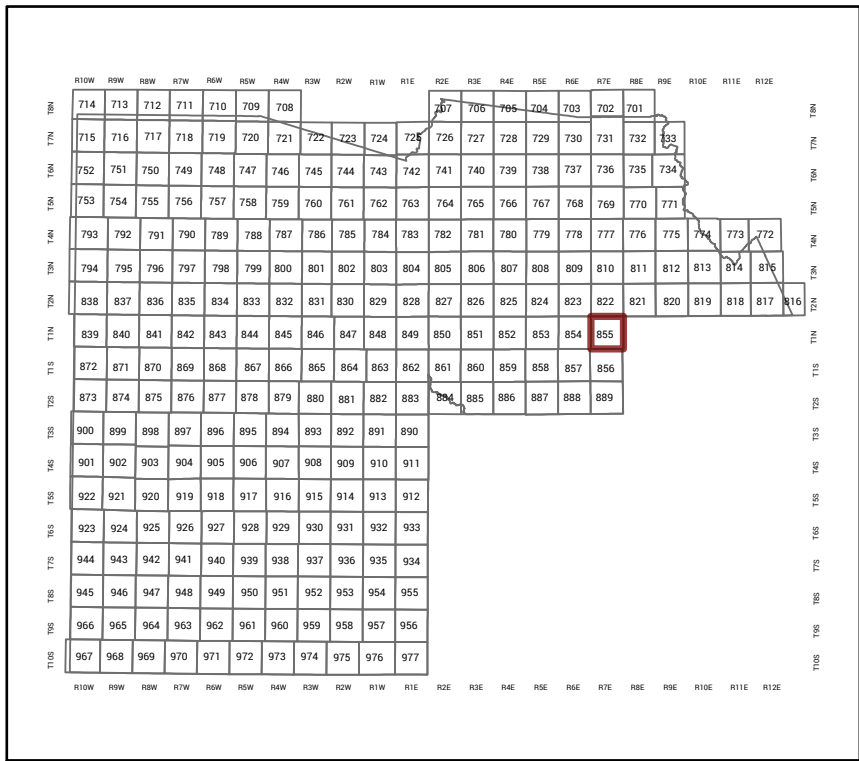 R10W R9W R8W R7W R6W R5W R4W R3W R2W R1W R1E R2E R3E R4E R5E R6E R7E R8E R9E R10E R11E R12E
T8N 714 713 712 711 710 709 708 707 706 705 704 703 702 701 T8N
T7N 715 716 717 718 719 720 721 722 723 724 725 726 727 728 729 730 731 732 733 T7N
T6N 752 751 750 749 748 747 746 745 744 743 742 741 740 739 738 737 736 735 734 T6N
T5N 753 754 755 756 757 758 759 760 761 762 763 764 765 766 767 768 769 770 771 T5N
T4N 793 792 791 790 789 788 787 786 785 784 783 782 781 780 779 778 777 776 775 774 773 772 T4N
T3N 794 795 796 797 798 799 800 801 802 803 804 805 806 807 808 809 810 811 812 813 814 815 T3N
T2N 838 837 836 835 834 833 832 831 830 829 828 827 826 825 824 823 822 821 820 819 818 817 816 T2N
T1N 839 840 841 842 843 844 845 846 847 848 849 850 851 852 853 854 855 T1N
T1S 872 871 870 869 868 867 866 865 864 863 862 861 860 859 858 857 856 T1S
T2S 873 874 875 876 877 878 879 880 881 882 883 884 885 886 887 888 889 T2S
T3S 900 899 898 897 896 895 894 893 892 891 890 T3S
T4S 901 902 903 904 905 906 907 908 909 910 911 T4S
T5S 922 921 920 919 918 917 916 915 914 913 912 T5S
T6S 923 924 925 926 927 928 929 930 931 932 933 T6S
T7S 944 943 942 941 940 939 938 937 936 935 934 T7S
T8S 945 946 947 948 949 950 951 952 953 954 955 T8S
T9S 966 965 964 963 962 961 960 959 958 957 956 T9S
T10S 967 968 969 970 971 972 973 974 975 976 977 T10S
R10W R9W R8W R7W R6W R5W R4W R3W R2W R1W R1E R2E R3E R4E R5E R6E R7E R8E R9E R10E R11E R12E